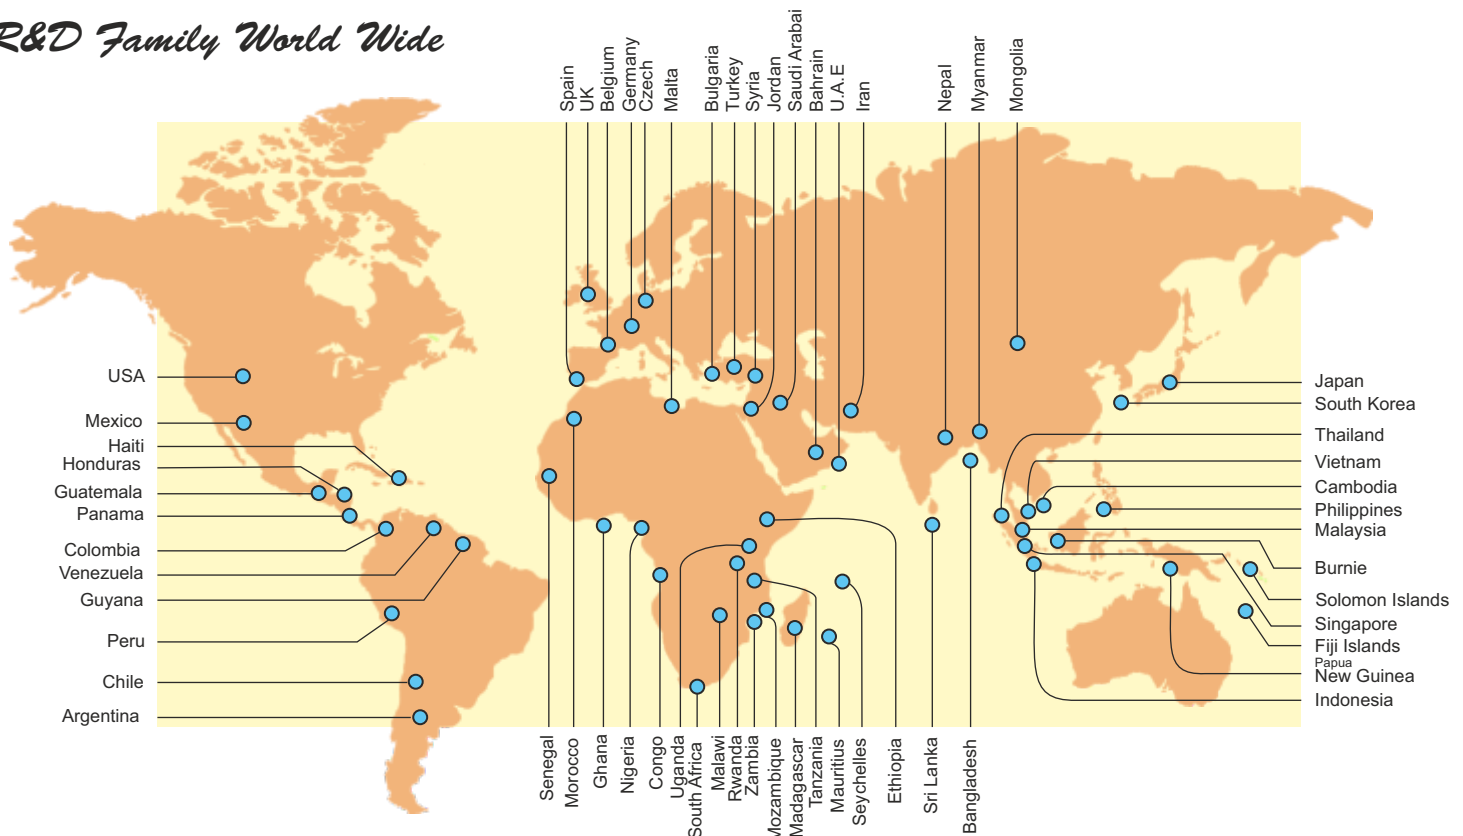 R&D Family World Wide
Spain
UK
Belgium
Germany
Czech
Malta
Bulgaria
Turkey
Syria
Jordan
Saudi Arabai
Bahrain
U.A.E
Iran
Nepal
Myanmar
Mongolia
USA
Mexico
Haiti
Honduras
Guatemala
Panama
Colombia
Venezuela
Guyana
Peru
Chile
Argentina
Japan
South Korea
Thailand
Vietnam
Cambodia
Philippines
Malaysia
Burnie
Solomon Islands
Singapore
Fiji Islands
Papua
New Guinea
Indonesia
Senegal
Morocco
Ghana
Nigeria
Congo
Uganda
South Africa
Malawi
Rwanda
Zambia
Mozambique
Madagascar
Tanzania
Mauritius
Seychelles
Ethiopia
Sri Lanka
Bangladesh